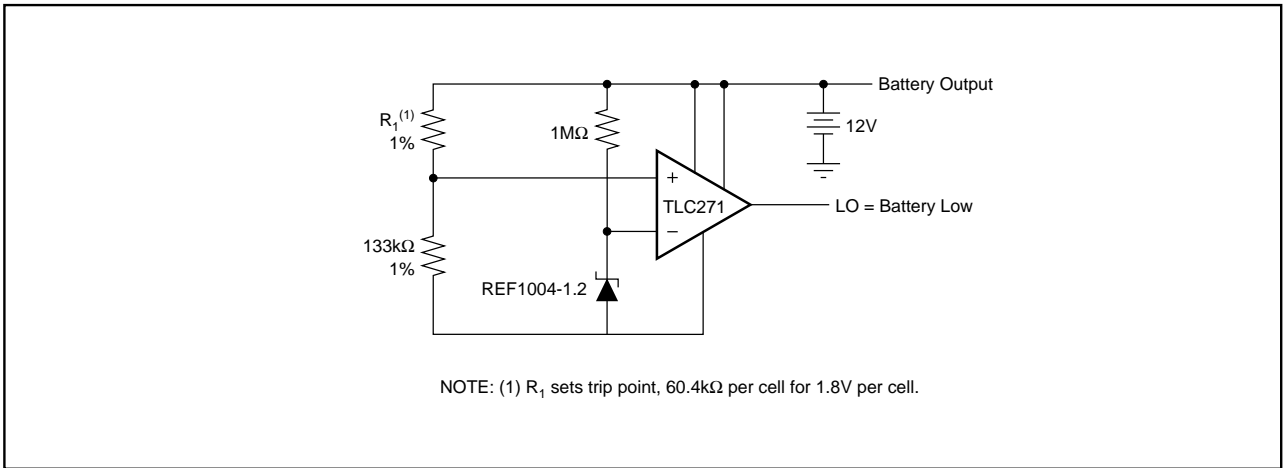 Battery Output
R1(1)
1%
1MΩ
12V
+
TLC271
−
LO = Battery Low
133kΩ
1%
REF1004-1.2
NOTE: (1) R1 sets trip point, 60.4kΩ per cell for 1.8V per cell.